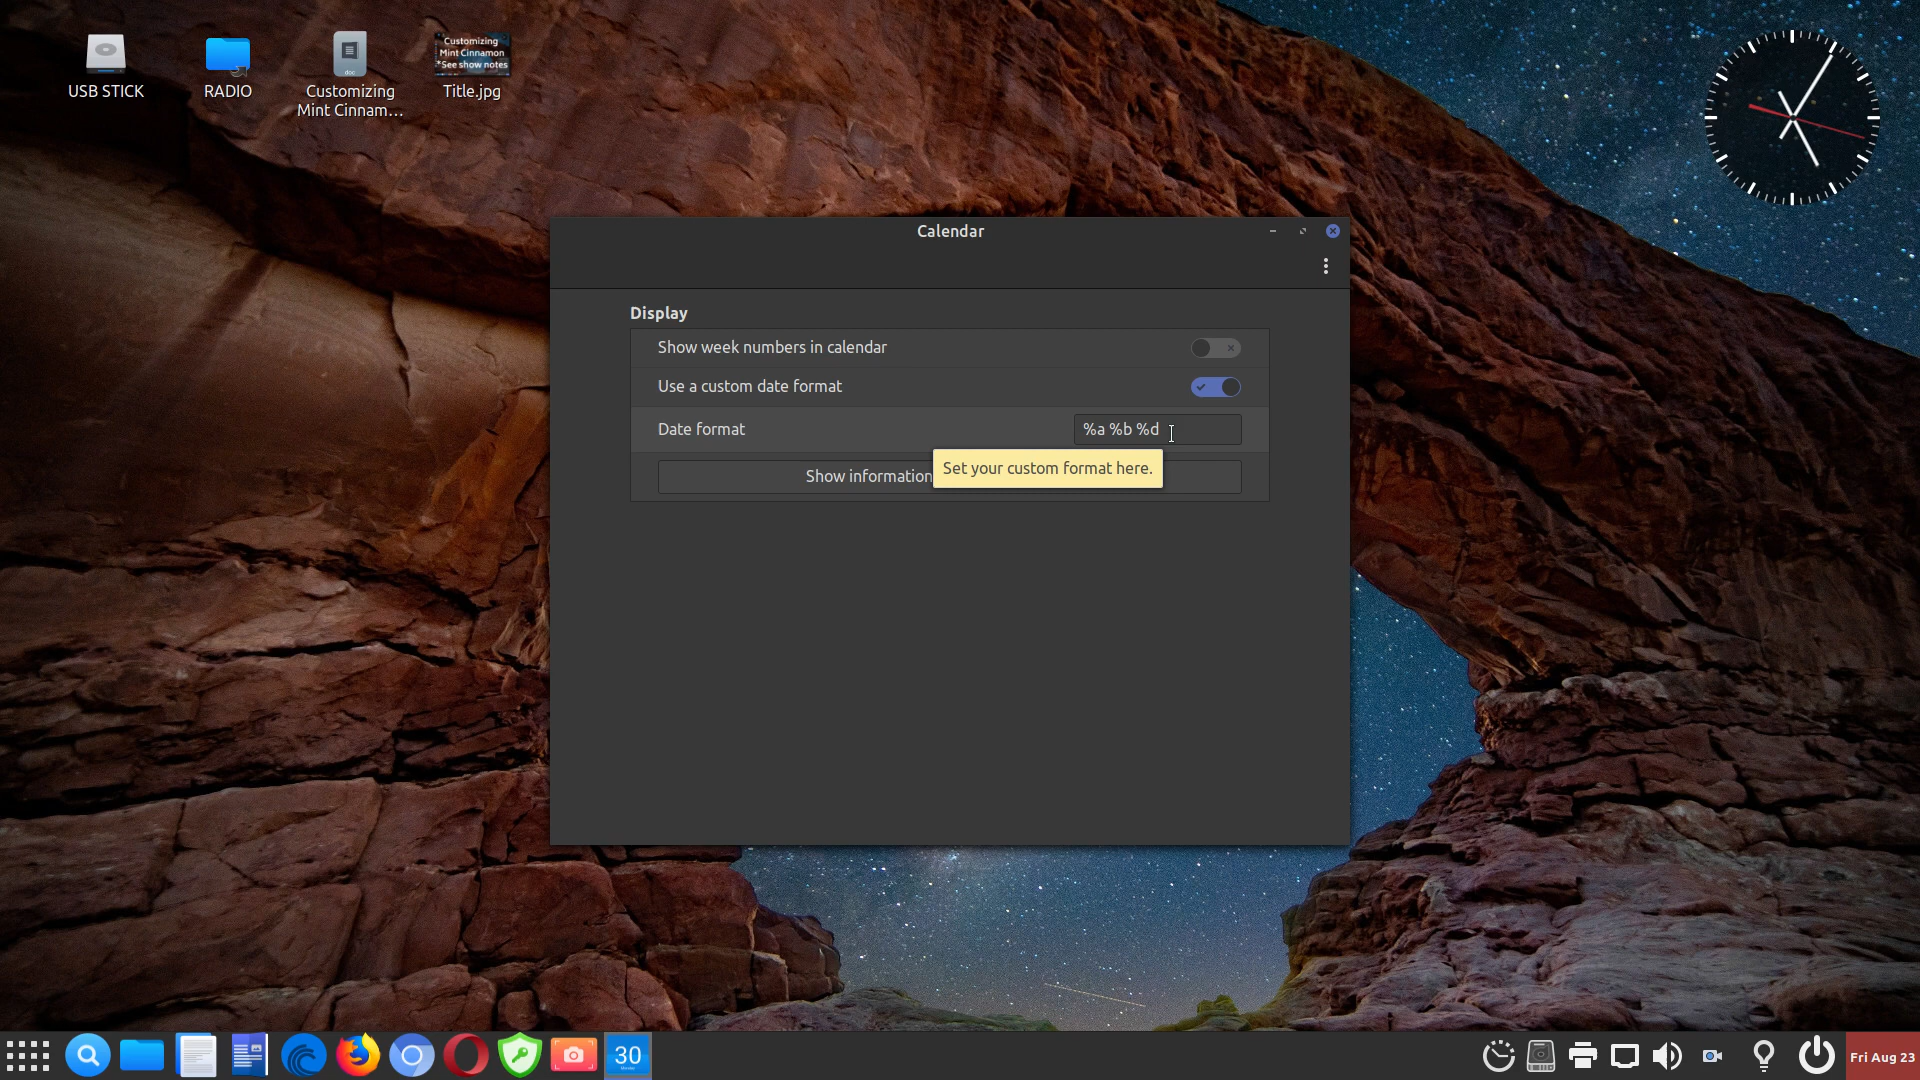 USB STICK
RADIO
doc
Customizing
Mint Cinnam...
Customizing
Mint Cinnamon
*See show notes
Title.jpg
Calendar
Display
Show week numbers in calendar
Use a custom date format
Date format
%a %b %d
Show information
Set your custom format here.
30
Fri Aug 23